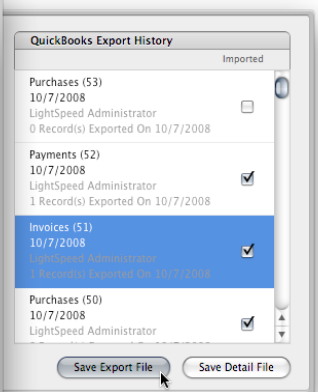 QuickBooks Export History
Imported
Purchases (53)
10/7/2008
LightSpeed Administrator
0 Record(s) Exported On 10/7/2008
Payments (52)
10/7/2008
LightSpeed Administrator
1 Record(s) Exported On 10/7/2008
Invoices (51)
10/7/2008
LightSpeed Administrator
1 Record(s) Exported On 10/7/2008
Purchases (50)
10/7/2008
LightSpeed Administrator
Save Export File
Save Detail File